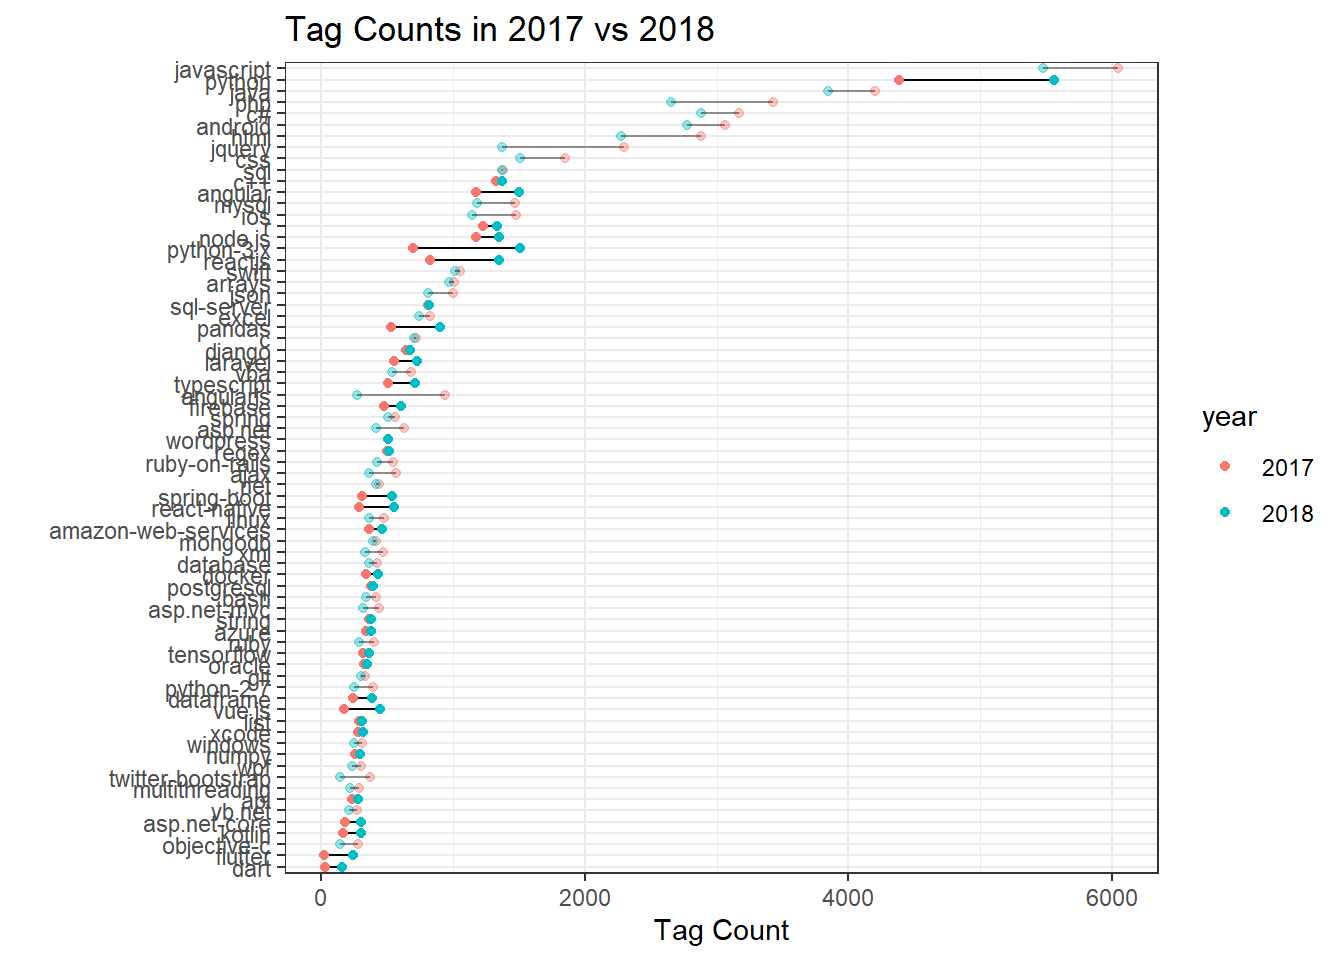 Tag Counts in 2017 vs 2018
javascript
python
java
php
c#
android
html
jquery
css
sql
c++
angular
mysql
ios
r
node.js
python-3.x
reactjs
swift
arrays
json
sql-server
excel
pandas
c
django
laravel
vba
typescript
angularjs
firebase
spring
asp.net
wordpress
regex
ruby-on-rails
ajax
.net
spring-boot
react-native
linux
amazon-web-services
mongodb
xml
database
docker
postgresql
bash
asp.net-mvc
string
azure
ruby
tensorflow
oracle
git
python-2.7
dataframe
vue.js
list
xcode
windows
numpy
wpf
twitter-bootstrap
multithreading
api
vb.net
asp.net-core
kotlin
objective-c
flutter
dart
0 2000 4000 6000
Tag Count
year
2017
2018